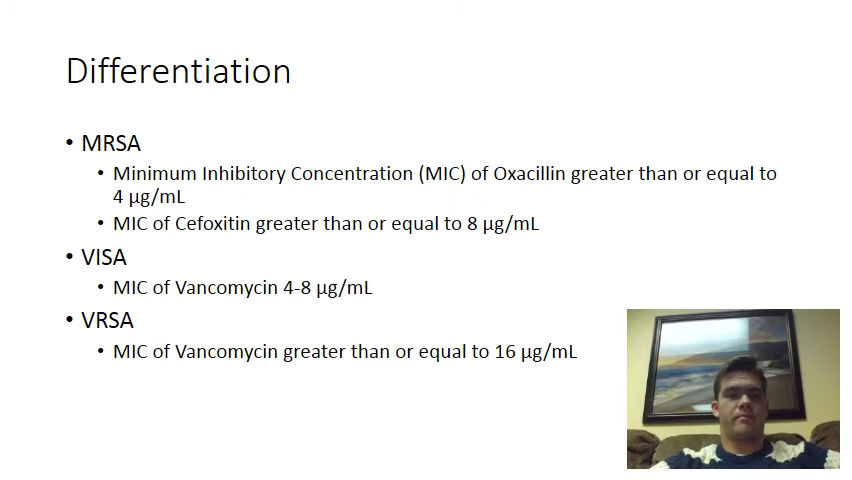 Differentiation
• MRSA
• Minimum Inhibitory Concentration (MIC) of Oxacillin greater than or equal to
4 µg/mL
• MIC of Cefoxitin greater than or equal to 8 µg/mL
• VISA
• MIC of Vancomycin 4-8 µg/mL
• VRSA
• MIC of Vancomycin greater than or equal to 16 µg/mL